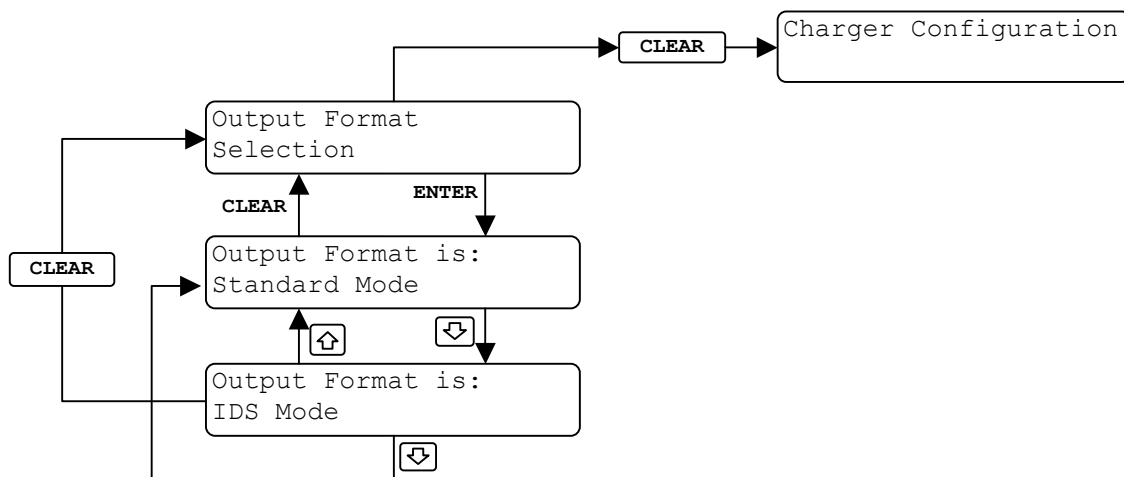 Charger Configuration
CLEAR
Output Format
Selection
ENTER
CLEAR
Output Format is:
Standard Mode
CLEAR
Output Format is:
IDS Mode